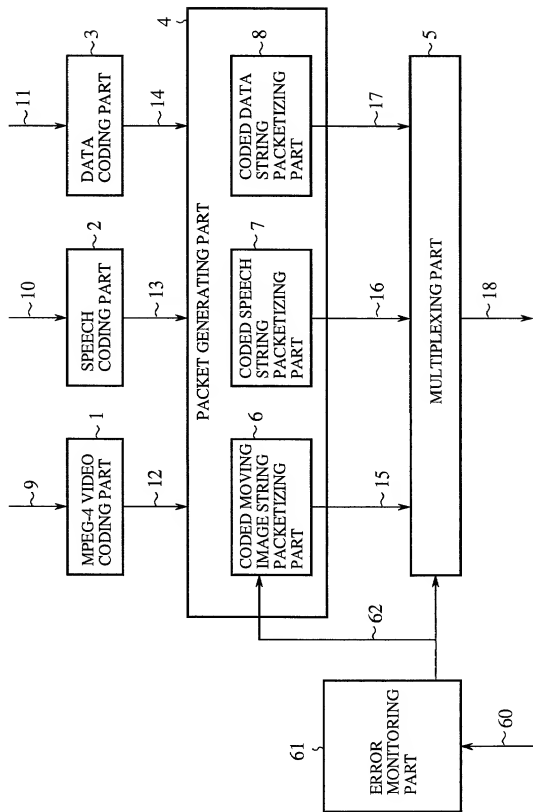 9
10
11
MPEG-4 VIDEO
CODING PART
1
SPEECH
CODING PART
2
DATA
CODING PART
3
12
13
14
4
PACKET GENERATING PART
6
CODED MOVING
IMAGE STRING
PACKETIZING
PART
7
CODED SPEECH
STRING
PACKETIZING
PART
8
CODED DATA
STRING
PACKETIZING
PART
62
15
16
17
5
MULTIPLEXING PART
61
ERROR
MONITORING
PART
60
18